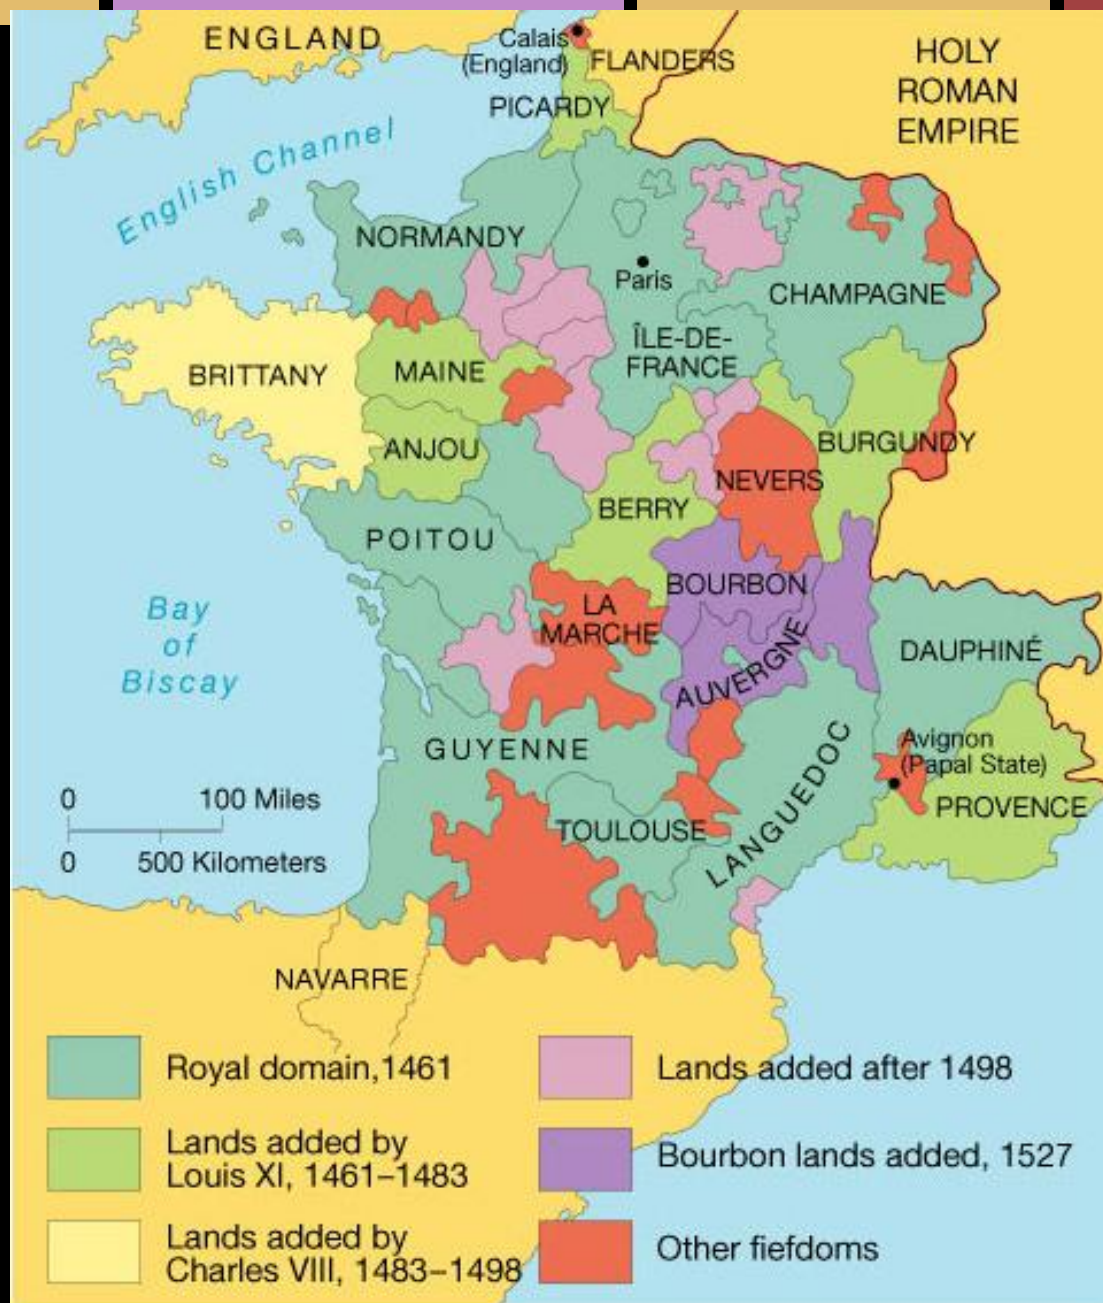 ENGLAND
Calais
(England)
FLANDERS
HOLY
ROMAN
EMPIRE
PICARDY
English Channel
NORMANDY
Paris
CHAMPAGNE
ÎLE-DE-
FRANCE
BRITTANY
MAINE
ANJOU
BURGUNDY
NEVERS
BERRY
POITOU
BOURBON
LA
MARCHE
Bay
of
Biscay
AUVERGNE
DAUPHINÉ
GUYENNE
Avignon
(Papal State)
PROVENCE
0 100 Miles
0 500 Kilometers
TOULOUSE
LANGUEDOC
NAVARRE
Royal domain,1461
Lands added by
Louis XI, 1461–1483
Lands added by
Charles VIII, 1483–1498
Lands added after 1498
Bourbon lands added, 1527
Other fiefdoms